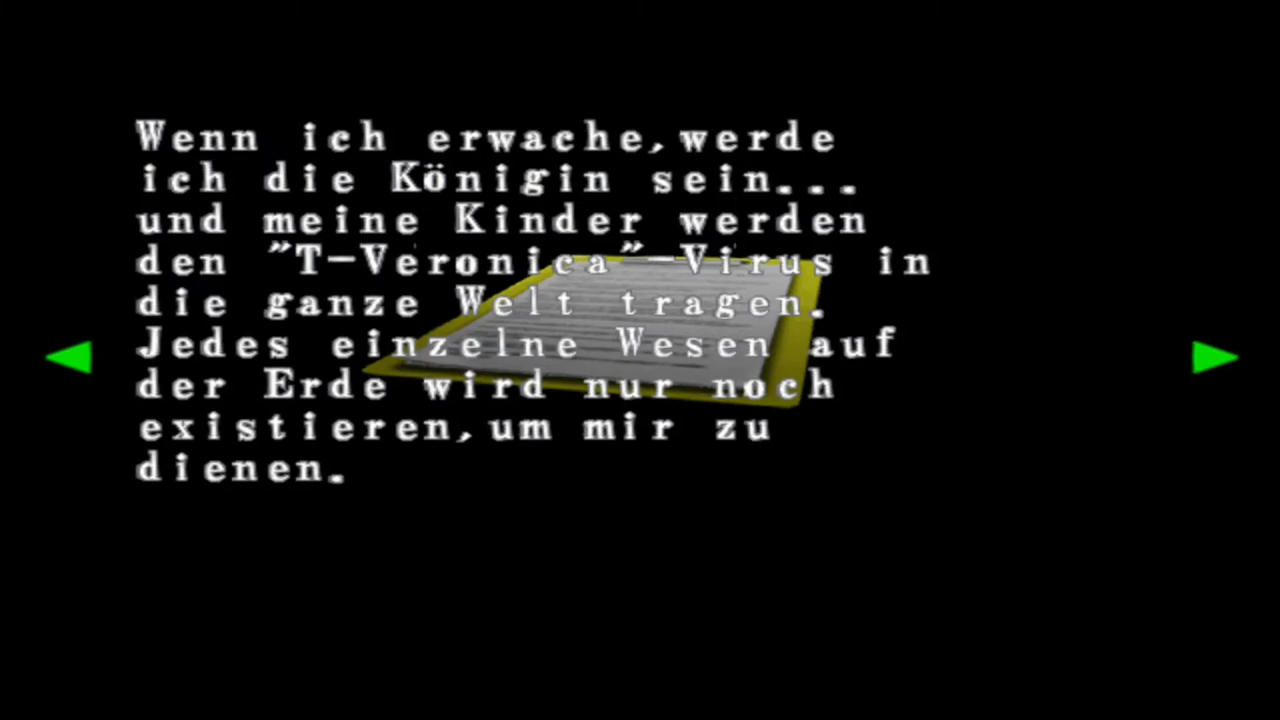 Wenn ich erwache,werde
ich die Königin sein...
und meine Kinder werden
den "T-Veronica"-Virus in
die ganze Welt tragen.
Jedes einzelne Wesen auf
der Erde wird nur noch
existieren,um mir zu
dienen.